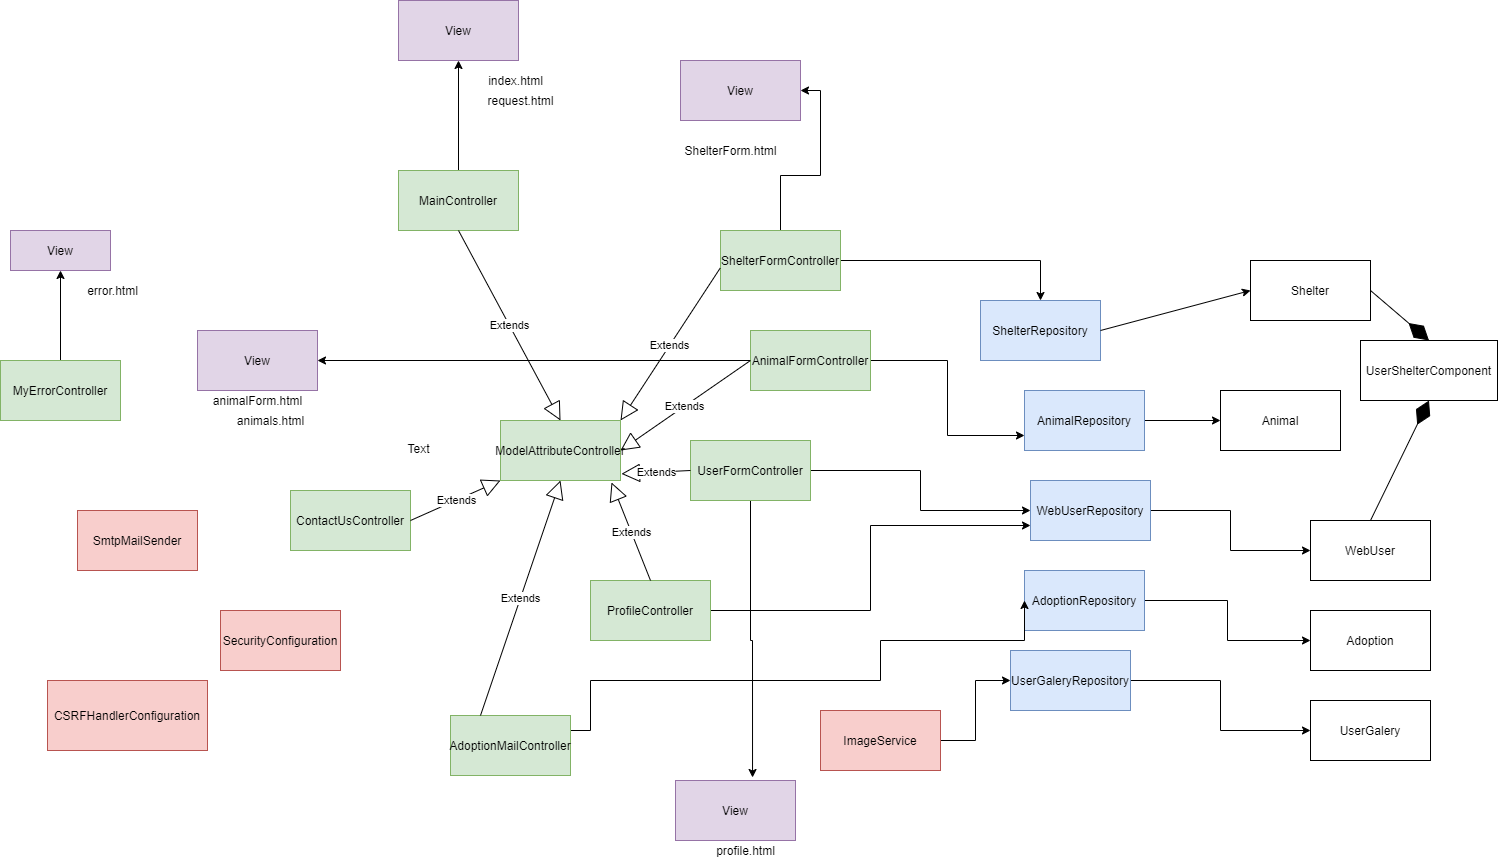 View
index.html
request.html
View
ShelterForm.html
MainController
View
error.html
ShelterFormController
Shelter
Extends
ShelterRepository
Extends
View
animalForm.html
animals.html
AnimalFormController
UserShelterComponent
MyErrorController
Extends
AnimalRepository
Animal
Text
ModelAttributeController
Extends
UserFormController
Extends
ContactUsController
WebUserRepository
Extends
SmtpMailSender
WebUser
Extends
ProfileController
AdoptionRepository
SecurityConfiguration
Adoption
UserGaleryRepository
CSRFHandlerConfiguration
AdoptionMailController
ImageService
UserGalery
View
profile.html